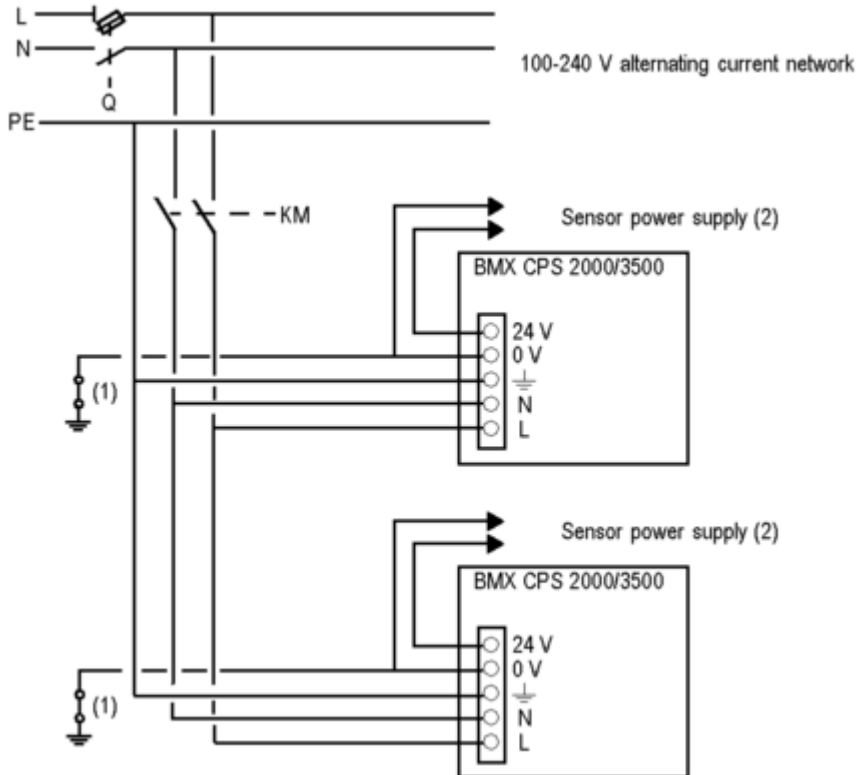 L
N
100-240 V alternating current network
Q
PE
KM
Sensor power supply (2)
BMX CPS 2000/3500
24 V
0 V
(1)
N
L
Sensor power supply (2)
BMX CPS 2000/3500
24 V
0 V
(1)
N
L